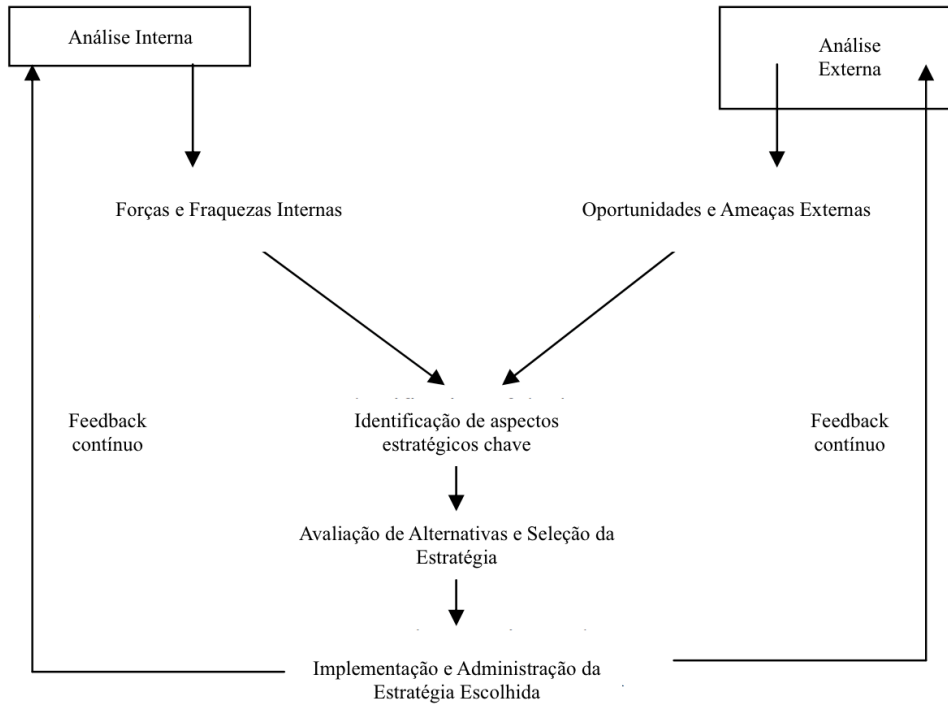 Análise Interna
Análise
Externa
Forças e Fraquezas Internas
Oportunidades e Ameaças Externas
Feedback
contínuo
Identificação de aspectos
estratégicos chave
Feedback
contínuo
Avaliação de Alternativas e Seleção da
Estratégia
Implementação e Administração da
Estratégia Escolhida